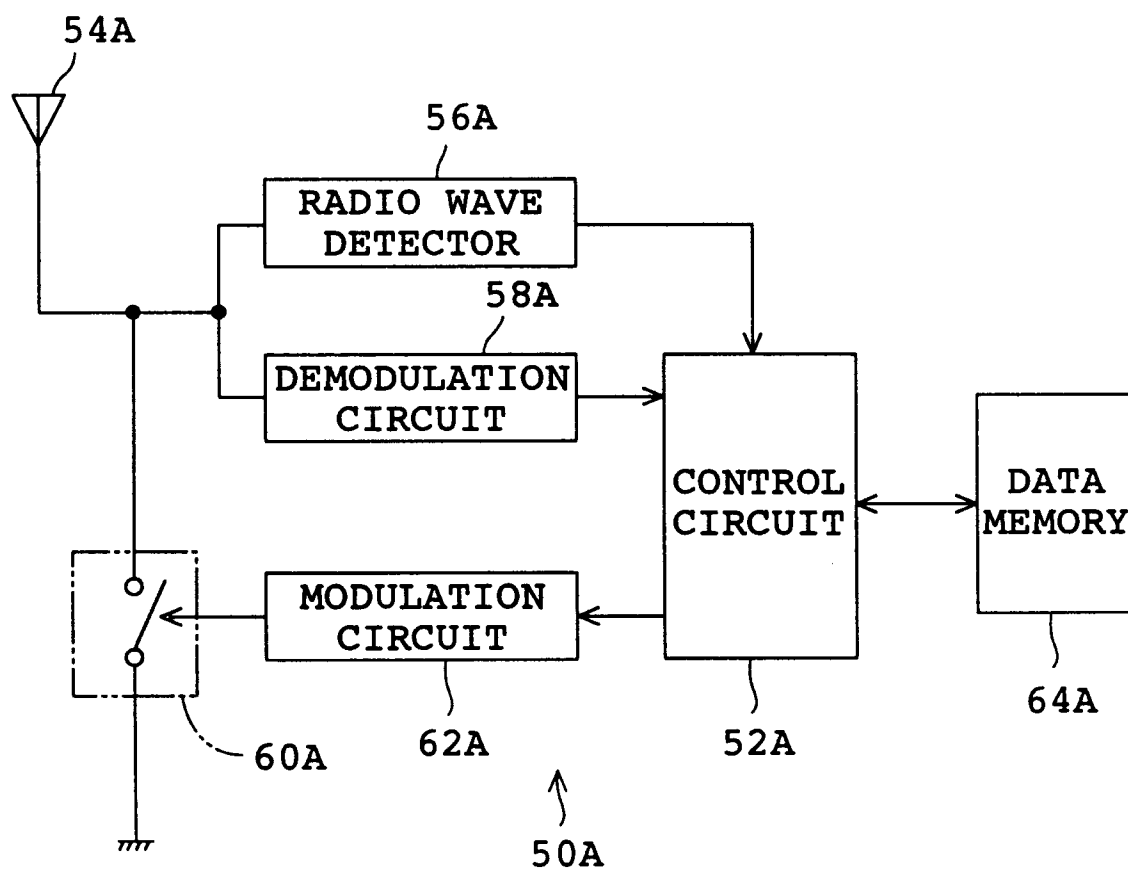 54A
56A
RADIO WAVE
DETECTOR
58A
DEMODULATION
CIRCUIT
CONTROL
CIRCUIT
DATA
MEMORY
MODULATION
CIRCUIT
60A
62A
52A
64A
50A